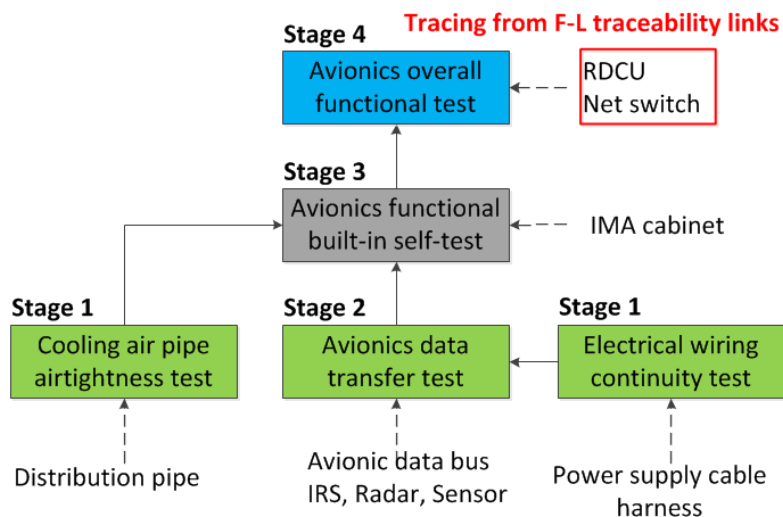 Tracing from F-L traceability links
Stage 4
Avionics overall
functional test
RDCU
Net switch
Stage 3
Avionics functional
built-in self-test
IMA cabinet
Stage 1
Cooling air pipe
airtightness test
Stage 2
Avionics data
transfer test
Stage 1
Electrical wiring
continuity test
Distribution pipe
Avionic data bus
IRS, Radar, Sensor
Power supply cable
harness